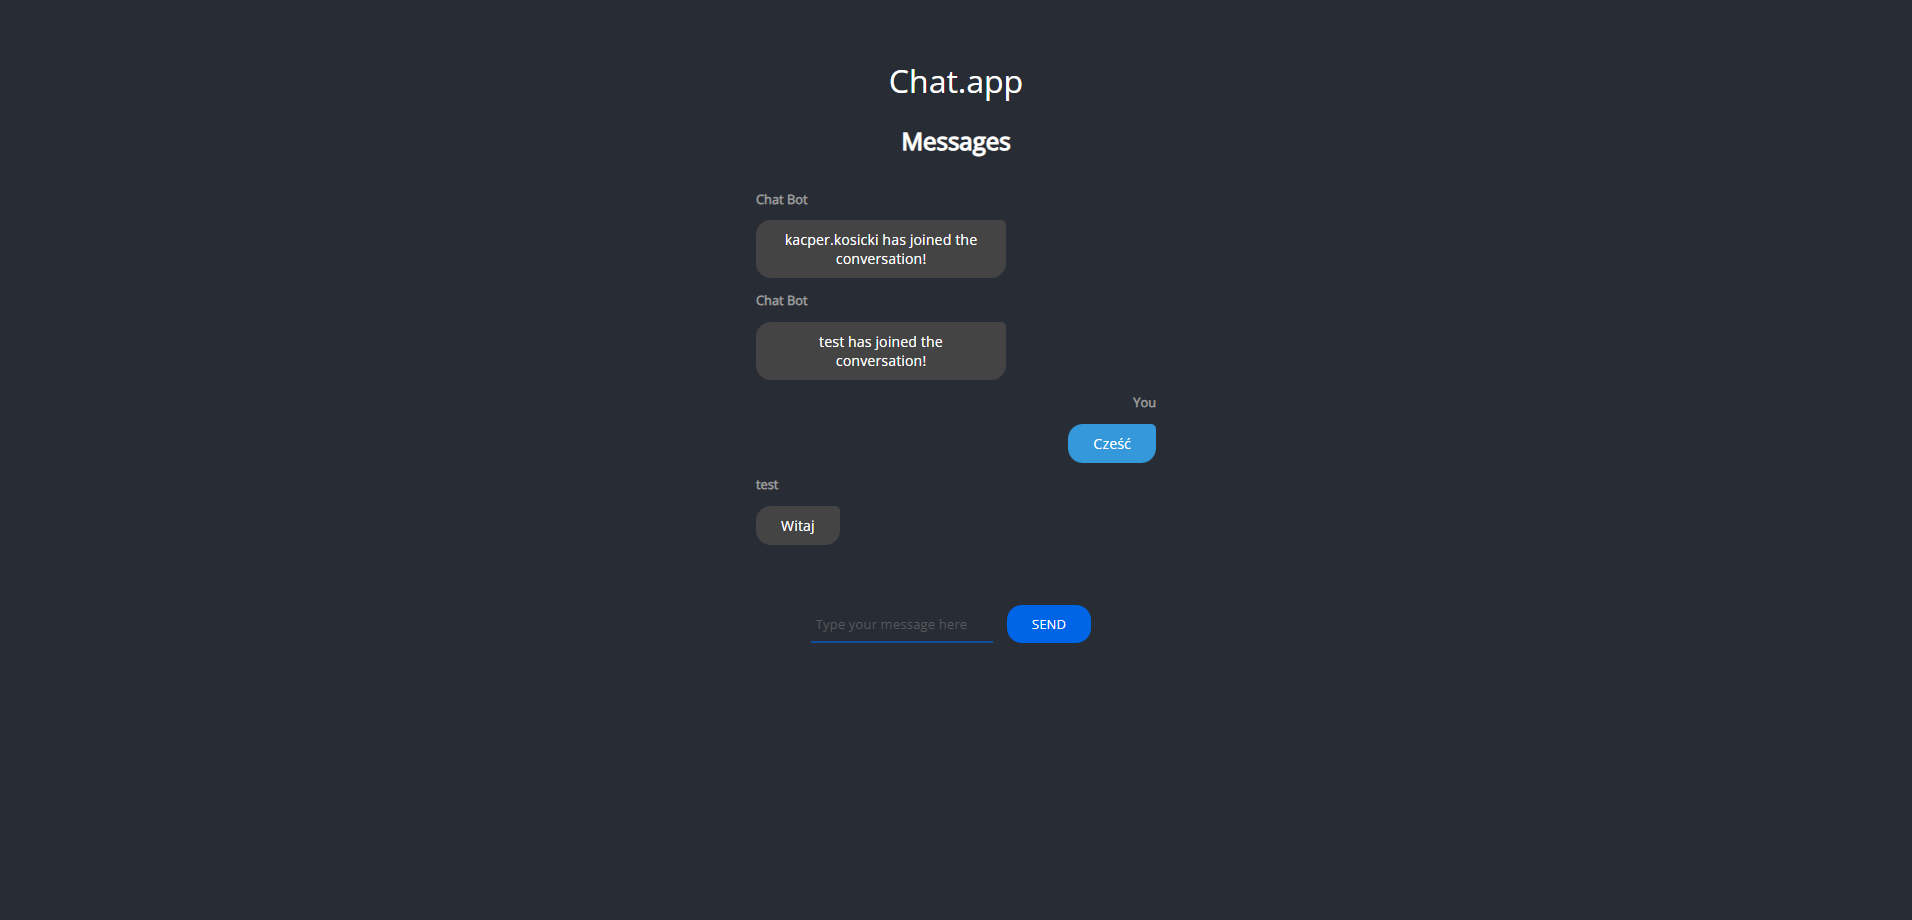 Chat.app
Messages
Chat Bot
kacper.kosicki has joined the
conversation!
Chat Bot
test has joined the
conversation!
You
Cześć
test
Witaj
Type your message here
SEND